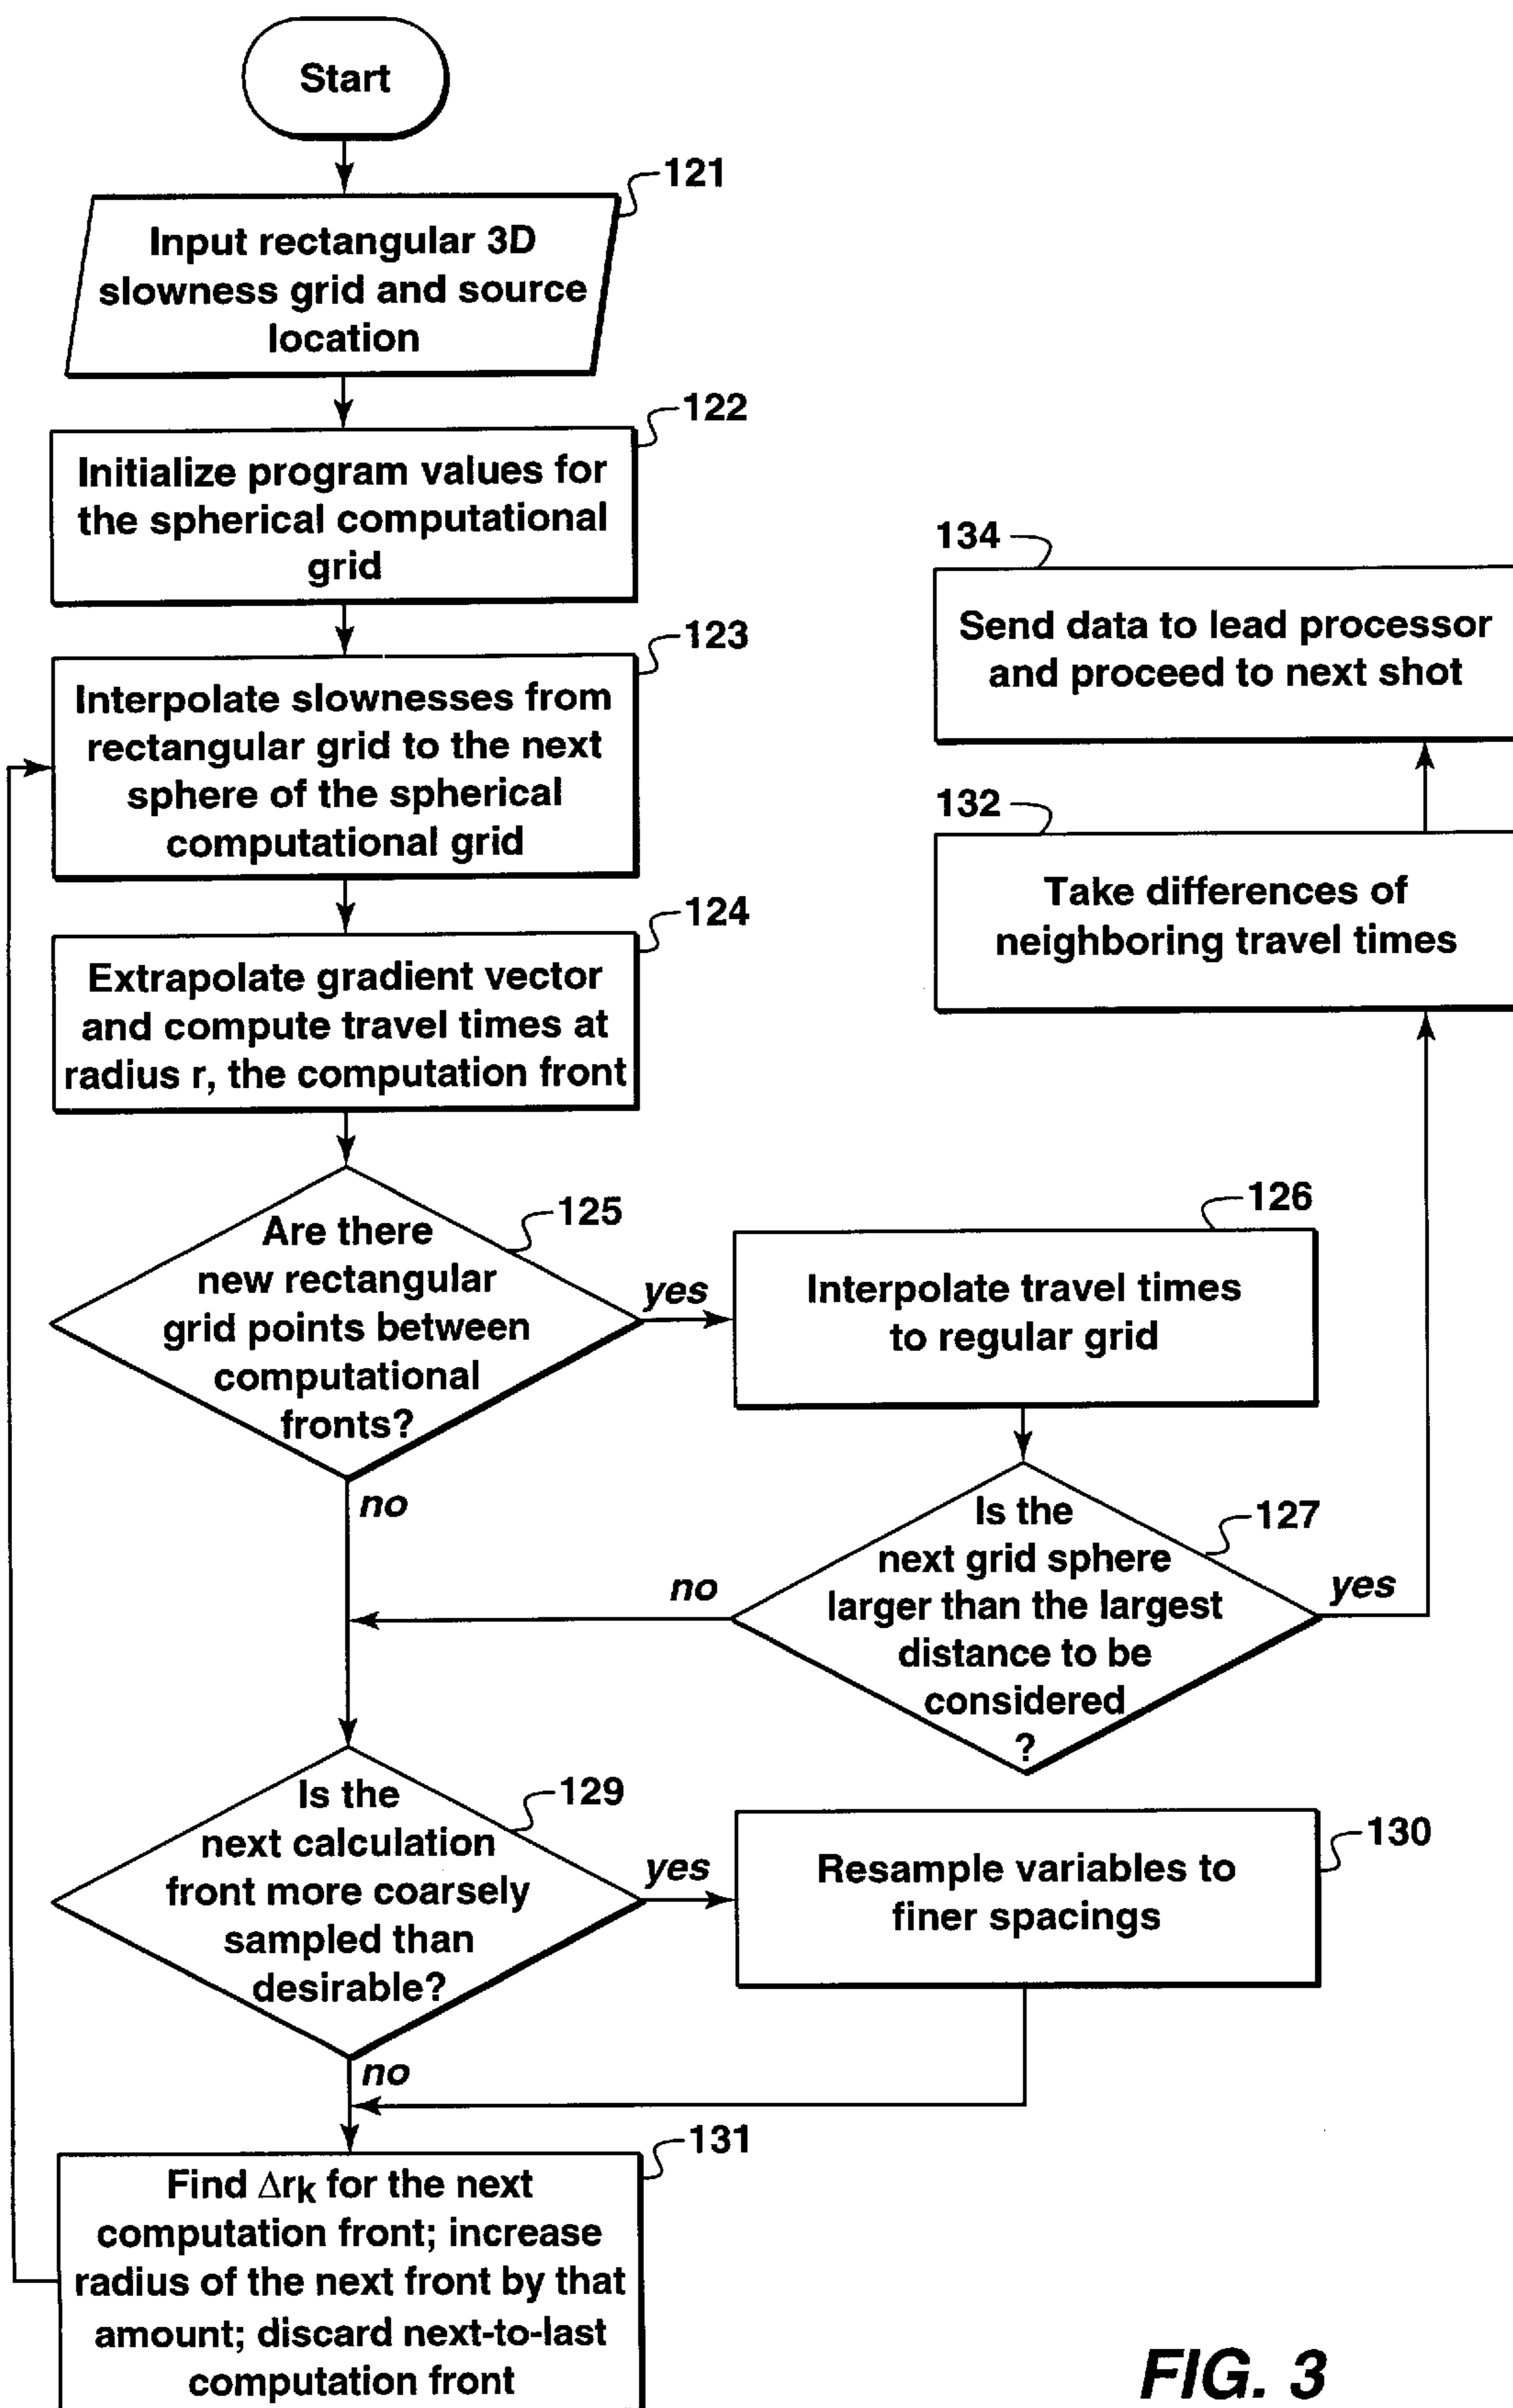 Start
121
Input rectangular 3D
slowness grid and source
location
122
Initialize program values for
the spherical computational
grid
123
Interpolate slownesses from
rectangular grid to the next
sphere of the spherical
computational grid
124
Extrapolate gradient vector
and compute travel times at
radius r, the computation front
125
Are there
new rectangular
grid points between
computational
fronts?
yes
no
126
Interpolate travel times
to regular grid
127
Is the
next grid sphere
larger than the largest
distance to be
considered
?
no
yes
132
Take differences of
neighboring travel times
134
Send data to lead processor
and proceed to next shot
129
Is the
next calculation
front more coarsely
sampled than
desirable?
yes
no
130
Resample variables to
finer spacings
131
Find Δrk for the next
computation front; increase
radius of the next front by that
amount; discard next-to-last
computation front
FIG. 3